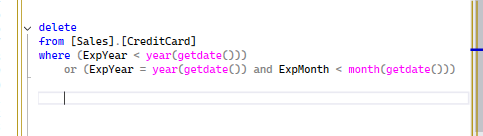 delete
from [Sales].[CreditCard]
where (ExpYear < year(getdate()))
or (ExpYear = year(getdate()) and ExpMonth < month(getdate()))